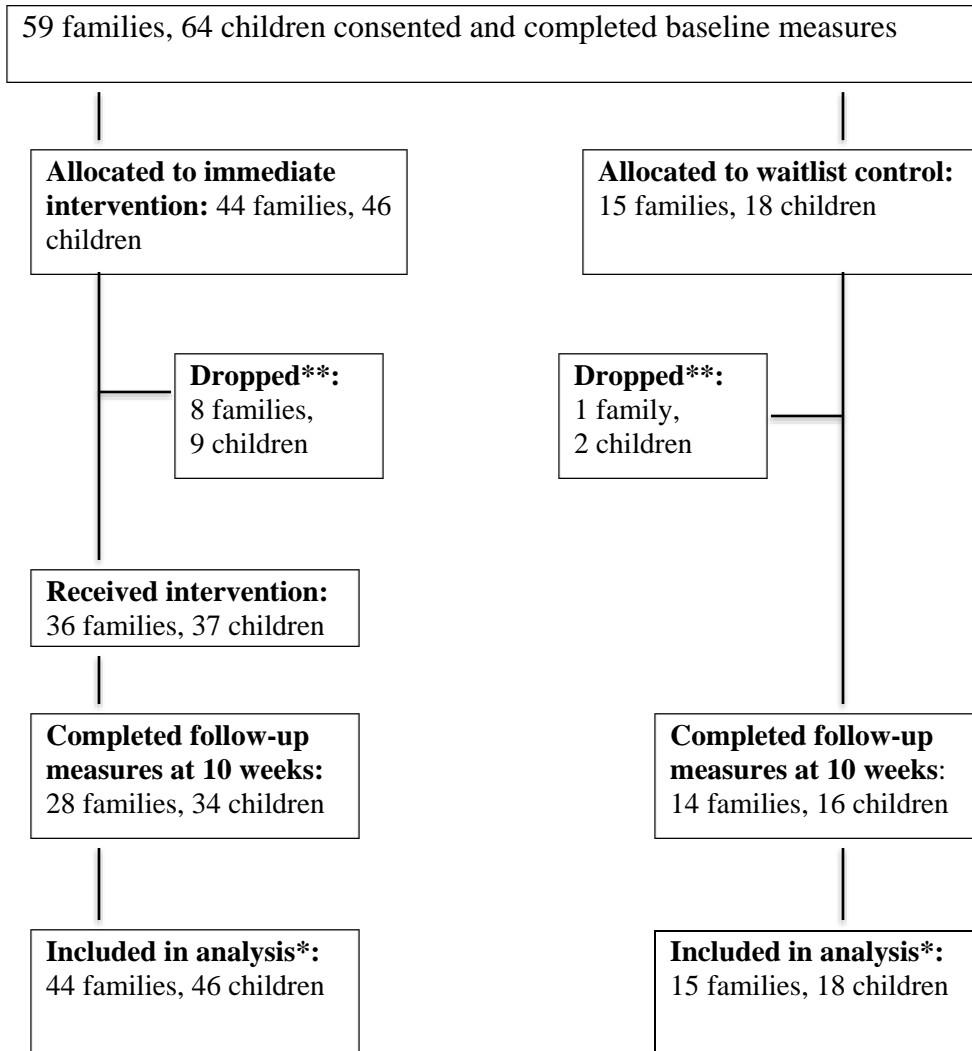 59 families, 64 children consented and completed baseline measures
Allocated to immediate
intervention: 44 families, 46
children
Allocated to waitlist control:
15 families, 18 children
Dropped**:
8 families,
9 children
Dropped**:
1 family,
2 children
Received intervention:
36 families, 37 children
Completed follow-up
measures at 10 weeks:
28 families, 34 children
Completed follow-up
measures at 10 weeks:
14 families, 16 children
Included in analysis*:
44 families, 46 children
Included in analysis*:
15 families, 18 children